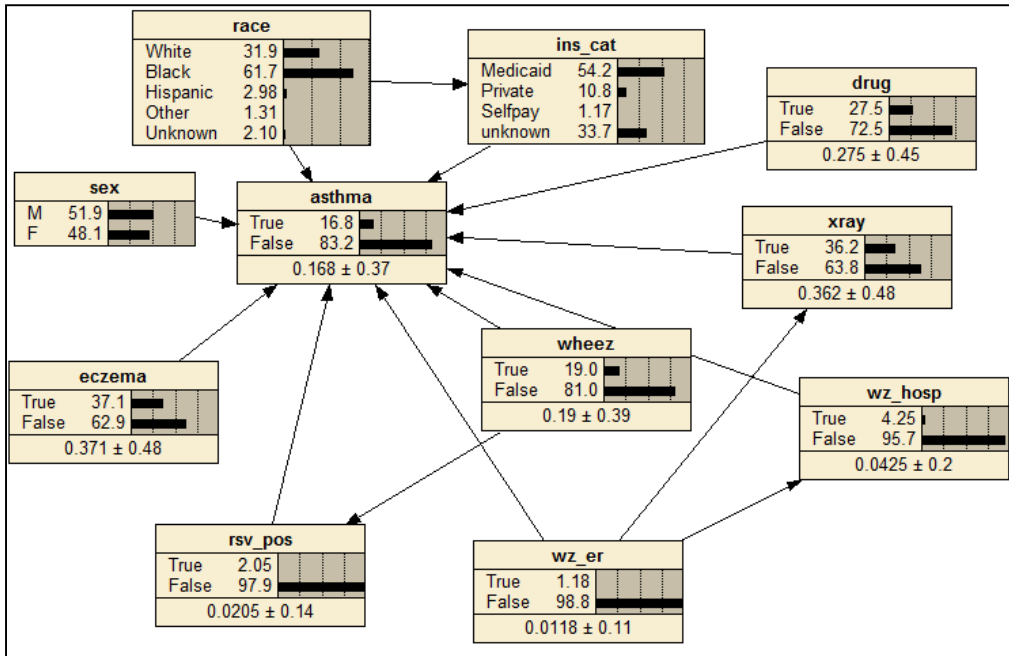 race
White 31.9
Black 61.7
Hispanic 2.98
Other 1.31
Unknown 2.10
ins_cat
Medicaid 54.2
Private 10.8
Selfpay 1.17
unknown 33.7
drug
True 27.5
False 72.5
0.275 ± 0.45
sex
M 51.9
F 48.1
asthma
True 16.8
False 83.2
0.168 ± 0.37
xray
True 36.2
False 63.8
0.362 ± 0.48
eczema
True 37.1
False 62.9
0.371 ± 0.48
wheez
True 19.0
False 81.0
0.19 ± 0.39
wz_hosp
True 4.25
False 95.7
0.0425 ± 0.2
rsv_pos
True 2.05
False 97.9
0.0205 ± 0.14
wz_er
True 1.18
False 98.8
0.0118 ± 0.11